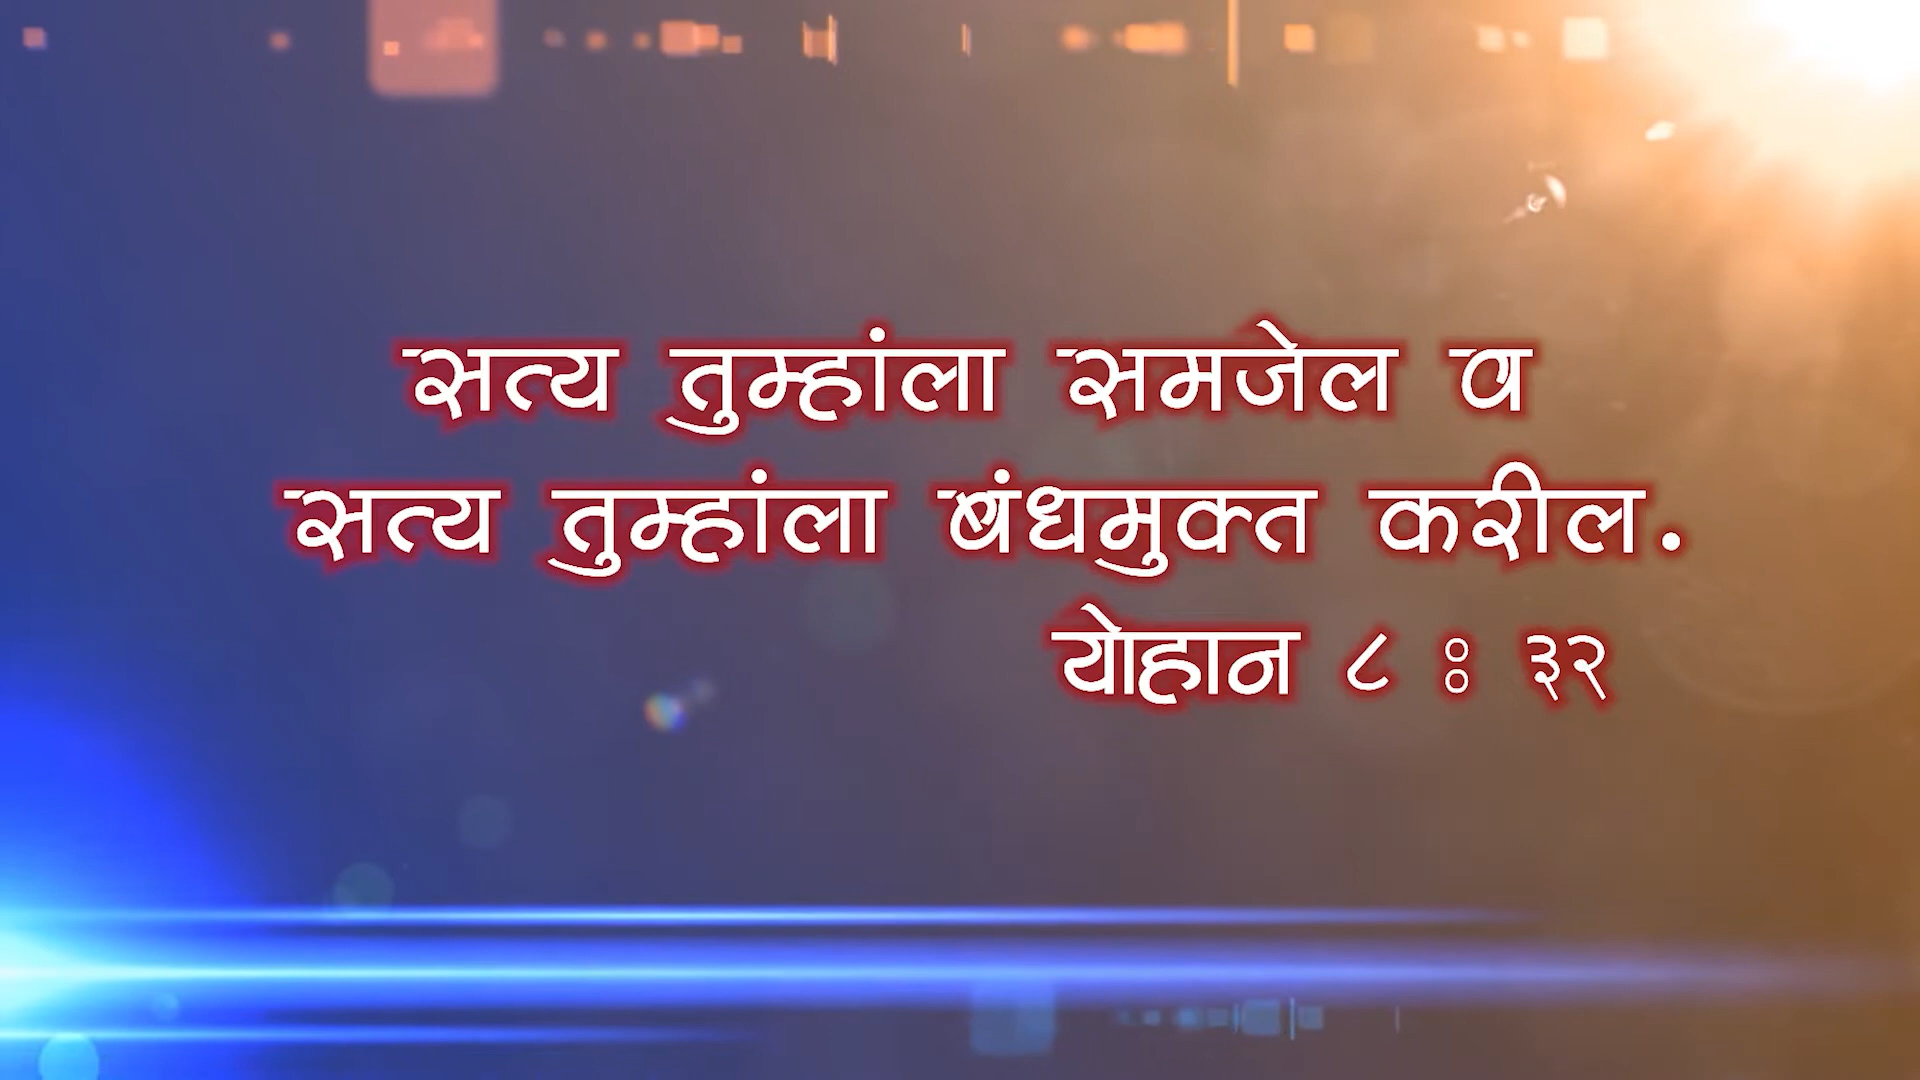 सत्य तुम्हांला समजेल व
सत्य तुम्हांला बंधमुक्त करील.
योहान ८ : ३२